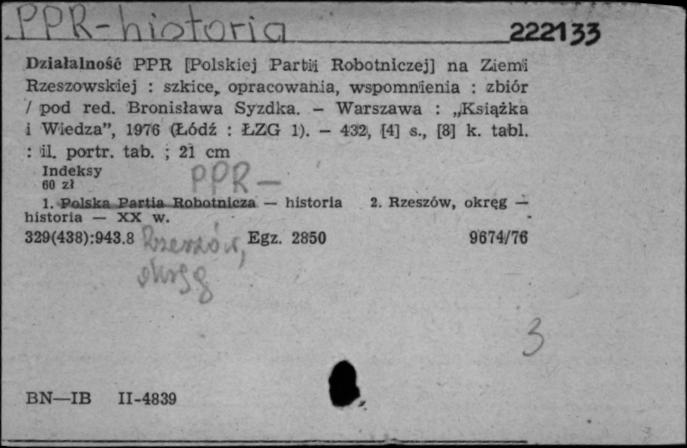 PPR-historia 222133
Działalność PPR [Polskiej Partii Robotniczej] na Ziemi
Rzeszowskiej : szkice, opracowania, wspomnienia : zbiór
/ pod red. Bronisława Syzdka. – Warszawa : „Książka
i Wiedza”, 1976 (Łódź : ŁZG 1). – 432, [4] s., [8] k. tabl.
: il. portr. tab. ; 21 cm
Indeksy
60 zł
PPR –
1. Polska Partia Robotnicza — historia 2. Rzeszów, okręg —
historia — XX w.
329(438):943.8 Rzeszów, Egz. 2850 9674/76
okręg
3
BN—IB II-4839